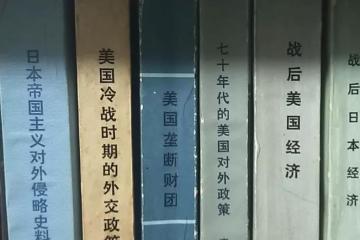 日本帝国主义对外侵略史料
美国冷战时期的外交政策
美国垄断财团
七十年代的美国对外政策
战后美国经济
战后日本经济